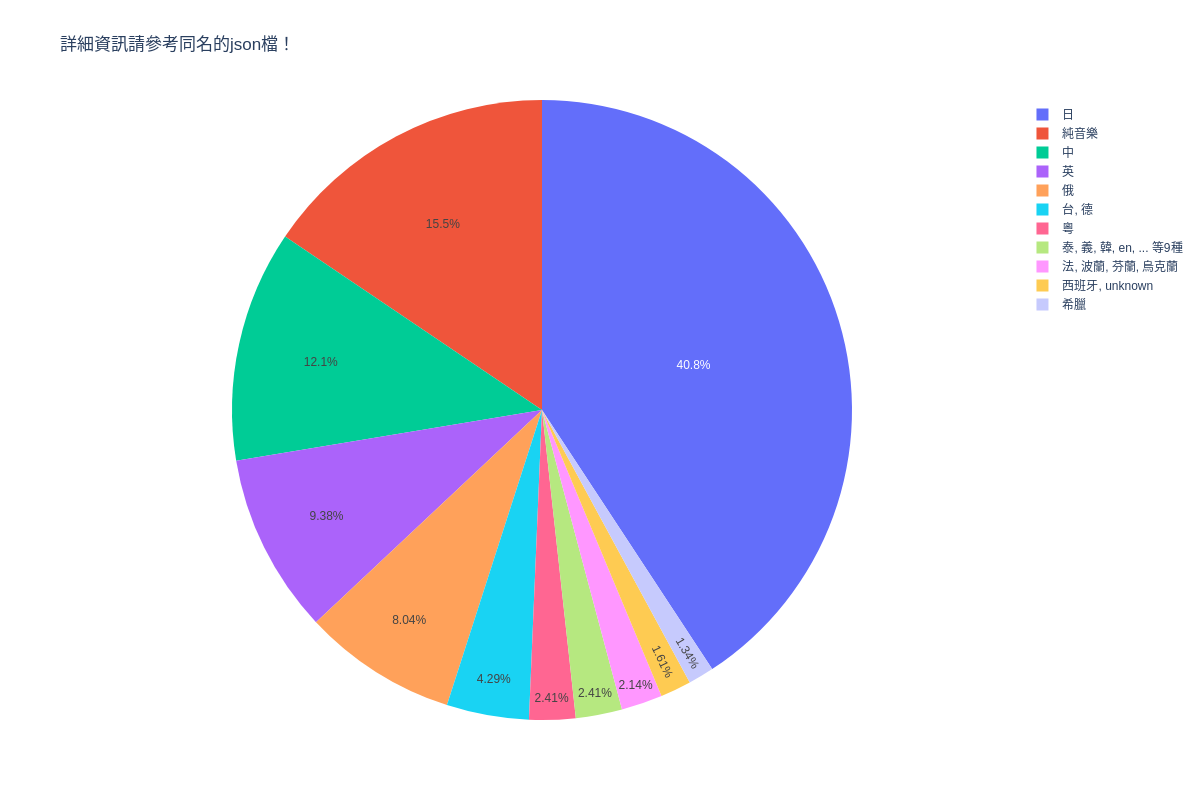 詳細資訊請參考同名的json檔！
日
純音樂
中
英
俄
台, 德
粵
泰, 義, 韓, en, ... 等9種
法, 波蘭, 芬蘭, 烏克蘭
西班牙, unknown
希臘
15.5%
40.8%
12.1%
9.38%
8.04%
4.29%
2.41%
2.41%
2.14%
1.61%
1.34%